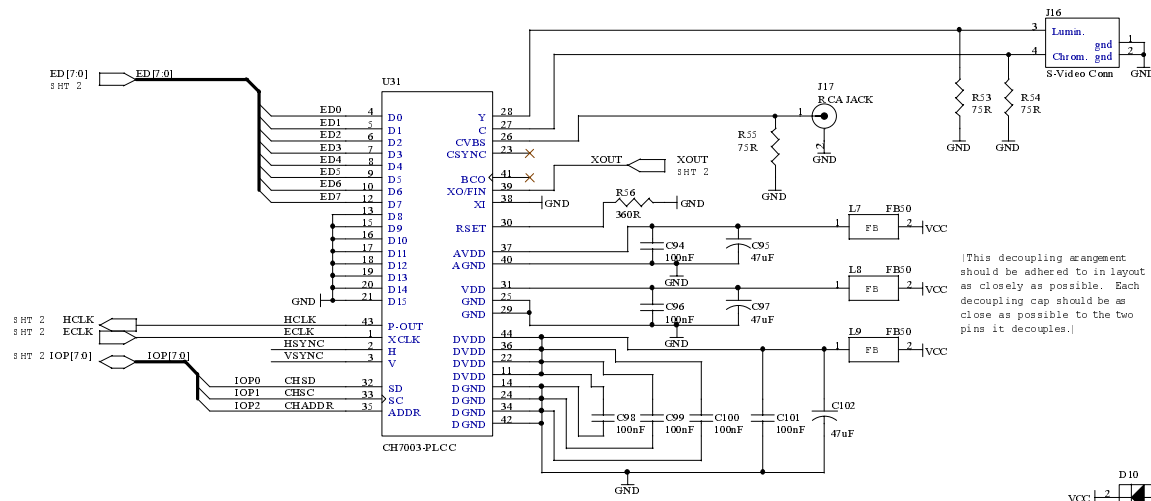 J16
3 Lumin.
gnd 1
4 Chrom. gnd 2
S-Video Conn
GND
ED[7:0] ED[7:0]
SHT 2
U31
J17
RCA JACK
1
2
GND
R53
75R
GND
R54
75R
GND
R55
75R
GND
ED0 4 D0
ED1 5 D1
ED2 6 D2
ED3 7 D3
ED4 8 D4
ED5 9 D5
ED6 10 D6
ED7 12 D7
13 D8
15 D9
16 D10
17 D11
18 D12
19 D13
20 D14
GND 21 D15
SHT 2 HCLK HCLK 43 P-OUT
SHT 2 ECLK ECLK 1 XCLK
HSYNC 2 H
VSYNC 3 V
SHT 2 IOP[7:0] IOP[7:0]
IOP0 CHSD 32 SD
IOP1 CHSC 33 SC
IOP2 CHADDR 35 ADDR
Y 28
C 27
CVBS 26
CSYNC 23
BCO 41
XO/FIN 39
XI 38 GND
XOUT XOUT
SHT 2
RSET 30
R56
360R
GND
AVDD 37
AGND 40
VDD 31
GND 25
GND 29
DVDD 44
DVDD 36
DVDD 22
DVDD 11
DGND 14
DGND 24
DGND 34
DGND 42
CH7003-PLCC
C94
100nF
C95
47uF
GND
L7 FB50
1 FB 2 VCC
C96
100nF
C97
47uF
GND
L8 FB50
1 FB 2 VCC
L9 FB50
1 FB 2 VCC
C98
100nF
C99
100nF
C100
100nF
C101
100nF
C102
47uF
GND
|This decoupling arangement
should be adhered to in layout
as closely as possible. Each
decoupling cap should be as
close as possible to the two
pins it decouples.|
D10
VCC 2